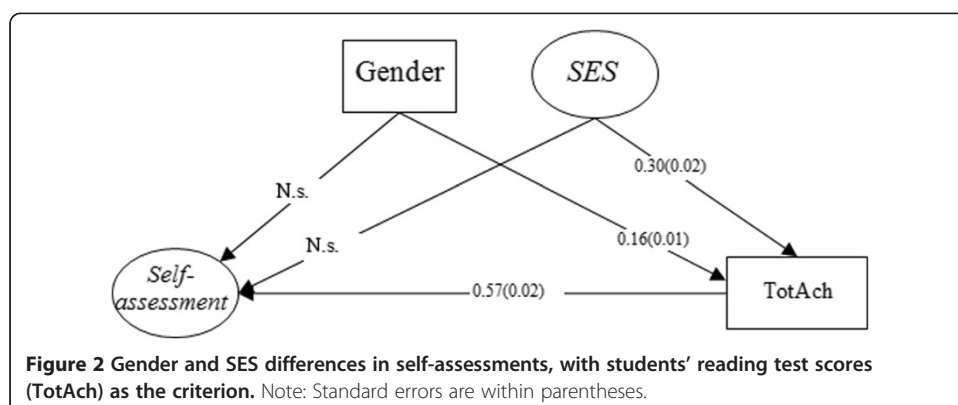 Gender
SES
0.30(0.02)
N.s.
N.s.
0.16(0.01)
Self-
assessment
0.57(0.02)
TotAch
Figure 2 Gender and SES differences in self-assessments, with students’ reading test scores
(TotAch) as the criterion. Note: Standard errors are within parentheses.